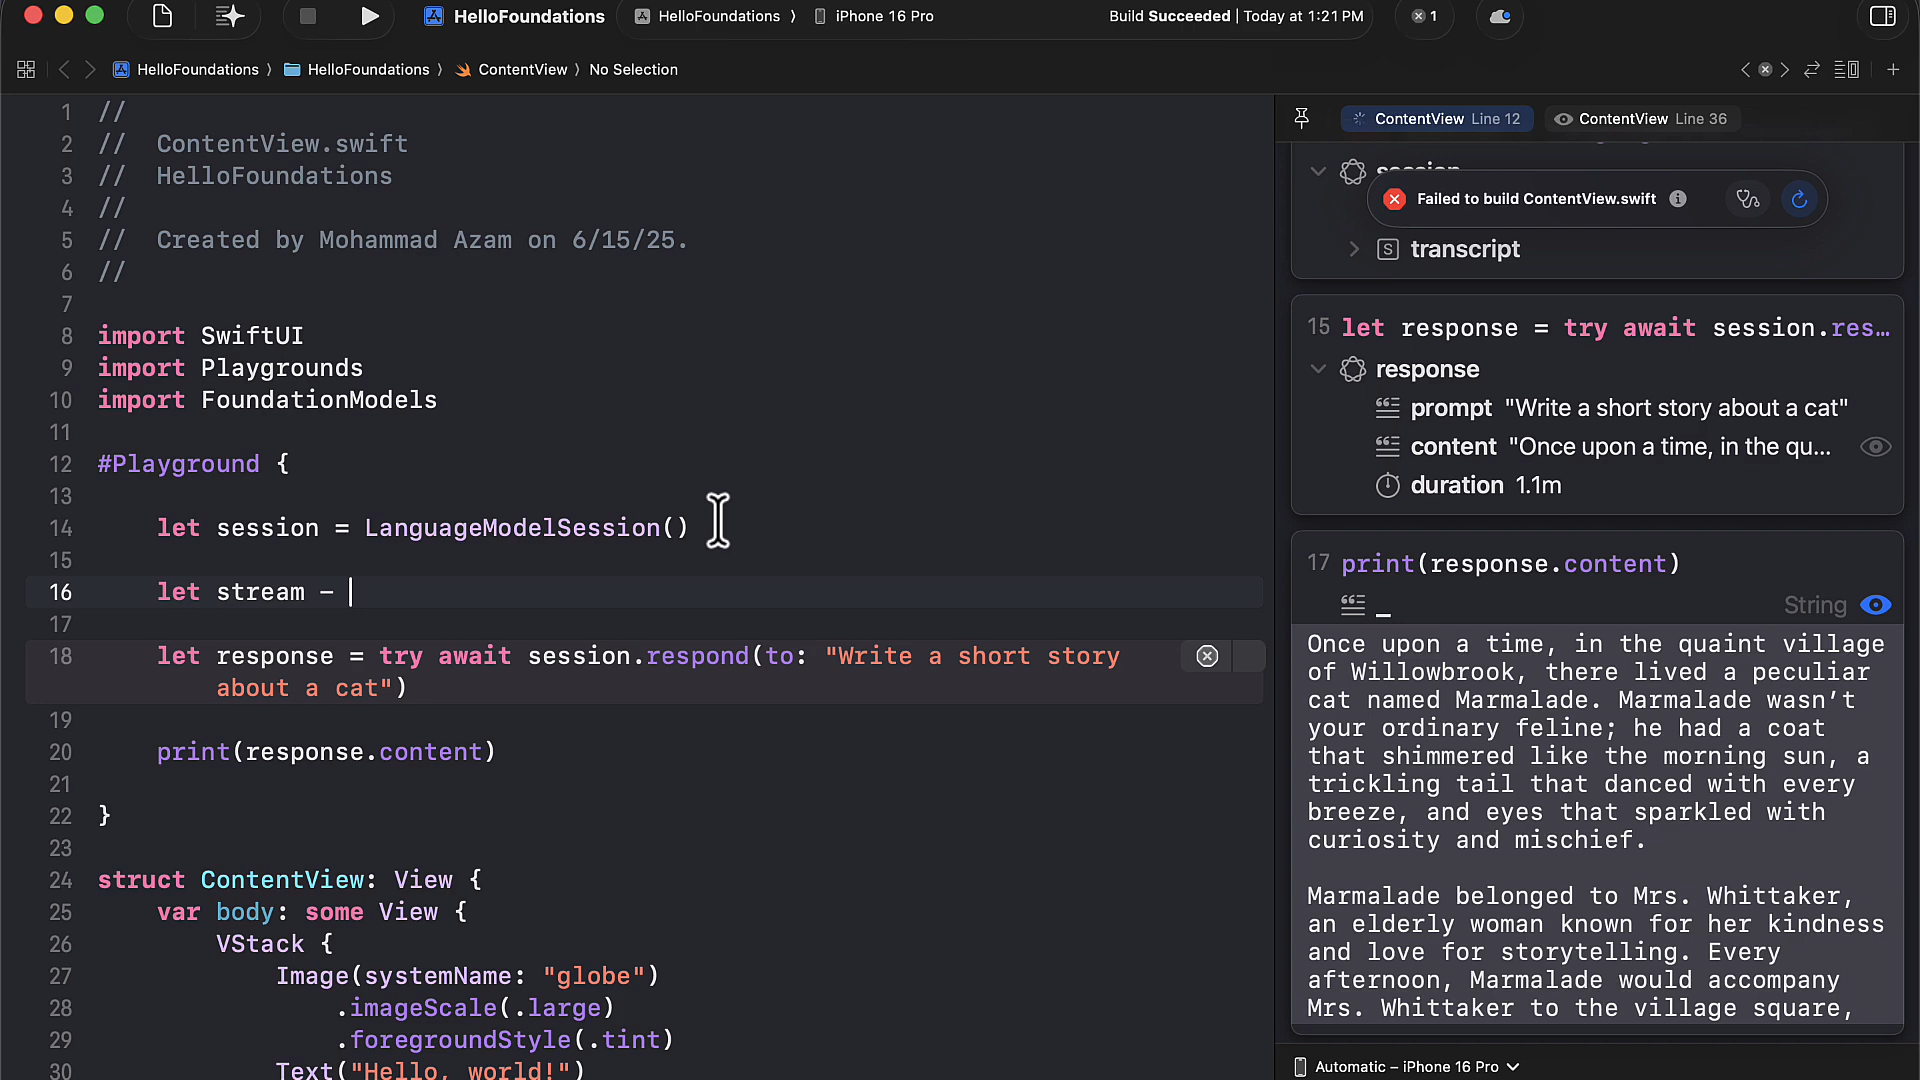 HelloFoundations
HelloFoundations 〉 iPhone 16 Pro
Build Succeeded | Today at 1:21 PM
1
HelloFoundations 〉 HelloFoundations 〉 ContentView 〉 No Selection
1 //
2 //  ContentView.swift
3 //  HelloFoundations
4 //
5 //  Created by Mohammad Azam on 6/15/25.
6 //
7
8 import SwiftUI
9 import Playgrounds
10 import FoundationModels
11
12 #Playground {
13
14     let session = LanguageModelSession()
15
16     let stream -
17
18     let response = try await session.respond(to: "Write a short story
about a cat")
19
20     print(response.content)
21
22 }
23
24 struct ContentView: View {
25     var body: some View {
26         VStack {
27             Image(systemName: "globe")
28                 .imageScale(.large)
29                 .foregroundStyle(.tint)
30             Text("Hello, world!")
ContentView Line 12
ContentView Line 36
session
Failed to build ContentView.swift
S transcript
15 let response = try await session.res…
response
prompt "Write a short story about a cat"
content "Once upon a time, in the qu...
duration 1.1m
17 print(response.content)
String
Once upon a time, in the quaint village
of Willowbrook, there lived a peculiar
cat named Marmalade. Marmalade wasn’t
your ordinary feline; he had a coat
that shimmered like the morning sun, a
trickling tail that danced with every
breeze, and eyes that sparkled with
curiosity and mischief.
Marmalade belonged to Mrs. Whittaker,
an elderly woman known for her kindness
and love for storytelling. Every
afternoon, Marmalade would accompany
Mrs. Whittaker to the village square,
Automatic – iPhone 16 Pro